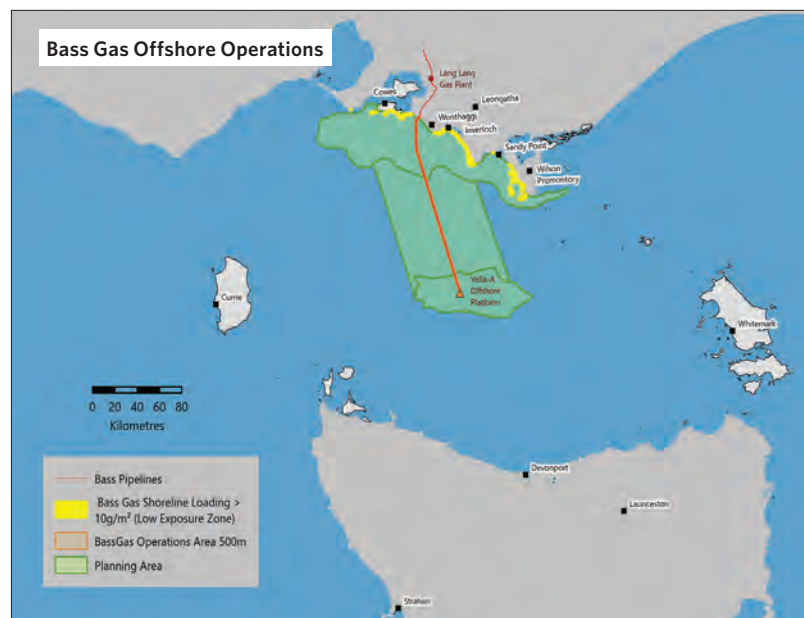 Bass Gas Offshore Operations
Lang Lang
Gas Plant
Cowes
Leongatha
Wonthaggi
Inverloch
Sandy Point
Wilson
Promontory
Yolla-A
Offshore
Platform
Currie
Whitemark
0 20 40 60 80
Kilometres
Devonport
Launceston
Strahan
Bass Pipelines
Bass Gas Shoreline Loading >
10g/m² (Low Exposure Zone)
BassGas Operations Area 500m
Planning Area